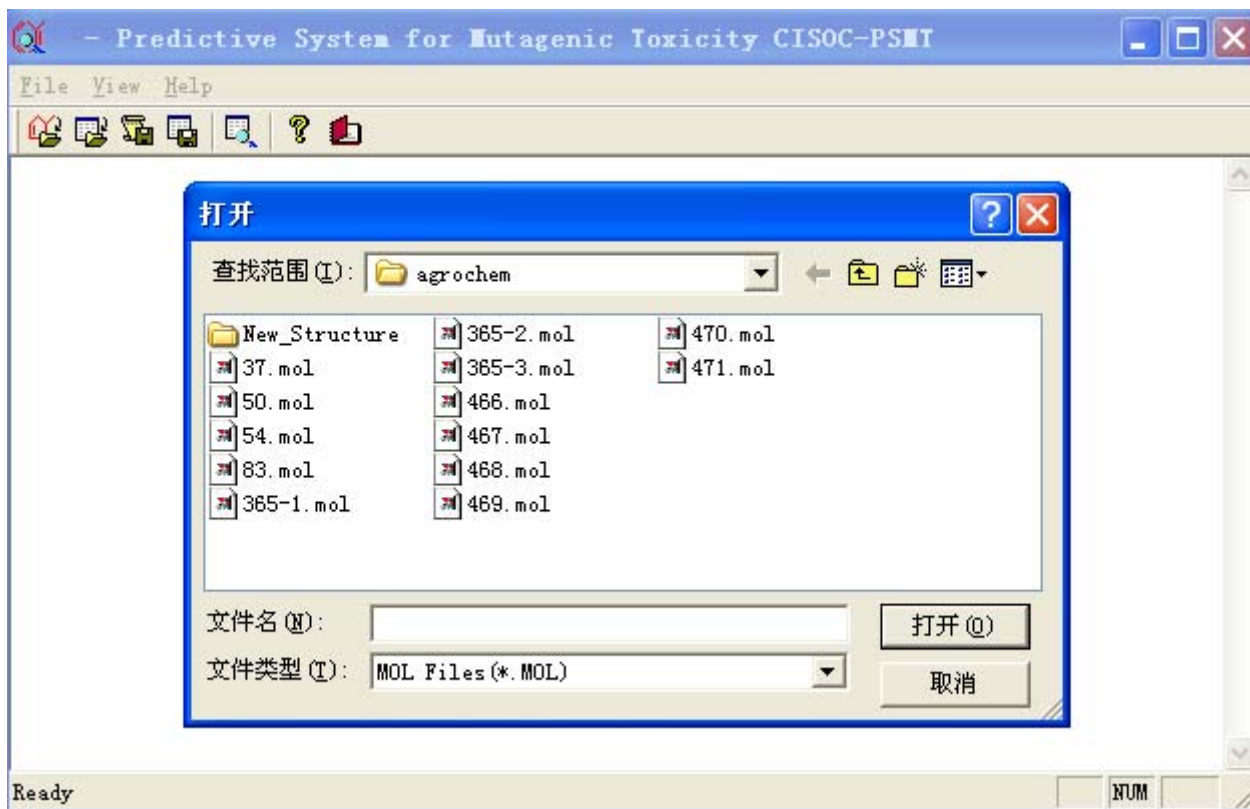 - Predictive System for Mutagenic Toxicity CISOC-PSMT
File View Help
打开
查找范围(I): agrochem
New_Structure 365-2.mol 470.mol
37.mol 365-3.mol 471.mol
50.mol 466.mol
54.mol 467.mol
83.mol 468.mol
365-1.mol 469.mol
文件名(N): 打开(O)
文件类型(T): MOL Files(*.MOL) 取消
Ready NUM